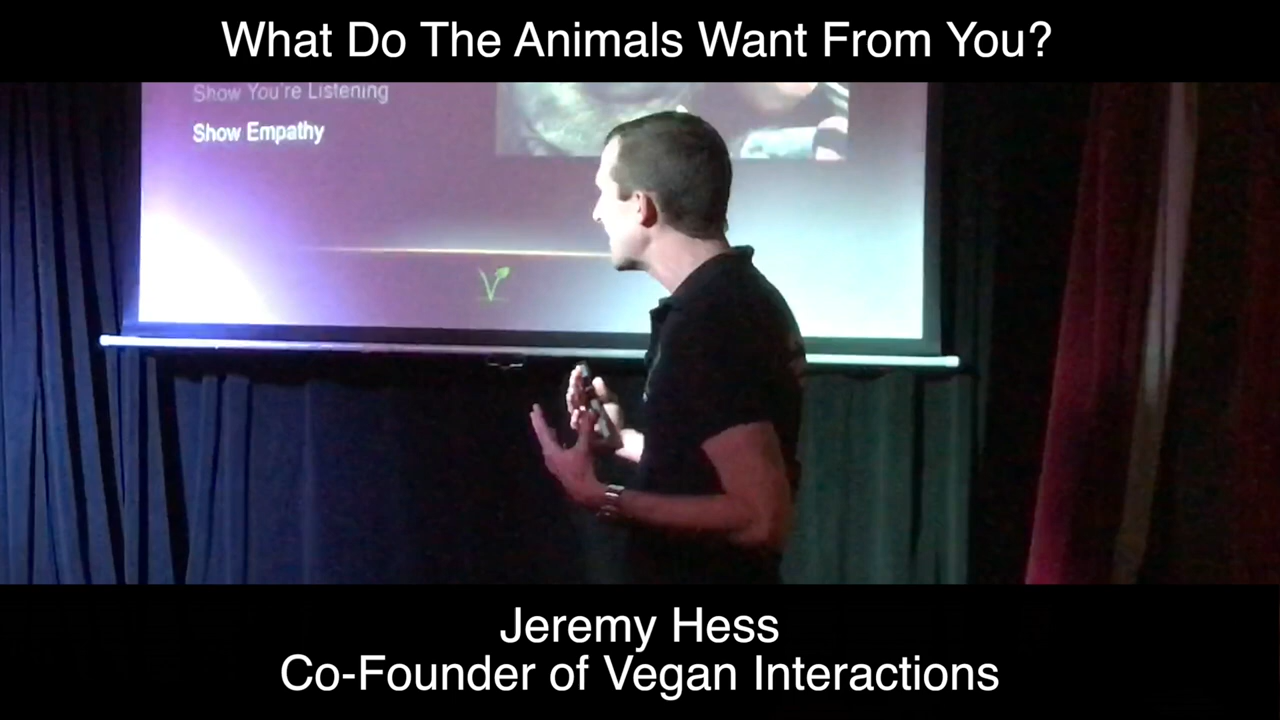 What Do The Animals Want From You?
Show You're Listening
Show Empathy
Jeremy Hess
Co-Founder of Vegan Interactions